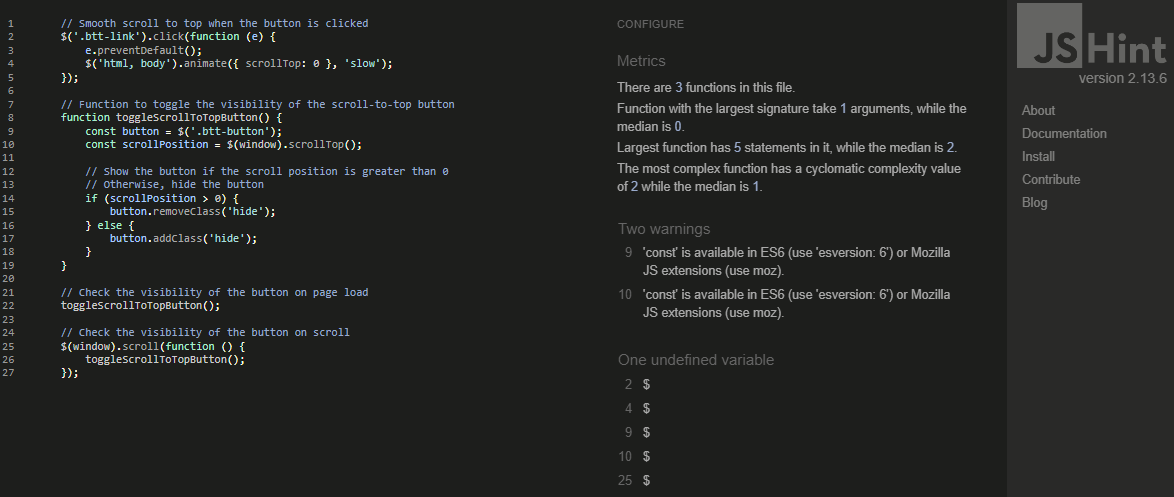 1 // Smooth scroll to top when the button is clicked
2 $('.btt-link').click(function (e) {
3 e.preventDefault();
4 $('html, body').animate({ scrollTop: 0 }, 'slow');
5 });
6
7 // Function to toggle the visibility of the scroll-to-top button
8 function toggleScrollToTopButton() {
9 const button = $('.btt-button');
10 const scrollPosition = $(window).scrollTop();
11
12 // Show the button if the scroll position is greater than 0
13 // Otherwise, hide the button
14 if (scrollPosition > 0) {
15 button.removeClass('hide');
16 } else {
17 button.addClass('hide');
18 }
19 }
20
21 // Check the visibility of the button on page load
22 toggleScrollToTopButton();
23
24 // Check the visibility of the button on scroll
25 $(window).scroll(function () {
26 toggleScrollToTopButton();
27 });
CONFIGURE
Metrics
There are 3 functions in this file.
Function with the largest signature take 1 arguments, while the
median is 0.
Largest function has 5 statements in it, while the median is 2.
The most complex function has a cyclomatic complexity value
of 2 while the median is 1.
Two warnings
9 'const' is available in ES6 (use 'esversion: 6') or Mozilla
JS extensions (use moz).
10 'const' is available in ES6 (use 'esversion: 6') or Mozilla
JS extensions (use moz).
One undefined variable
2 $
4 $
9 $
10 $
25 $
JSHint
version 2.13.6
About
Documentation
Install
Contribute
Blog